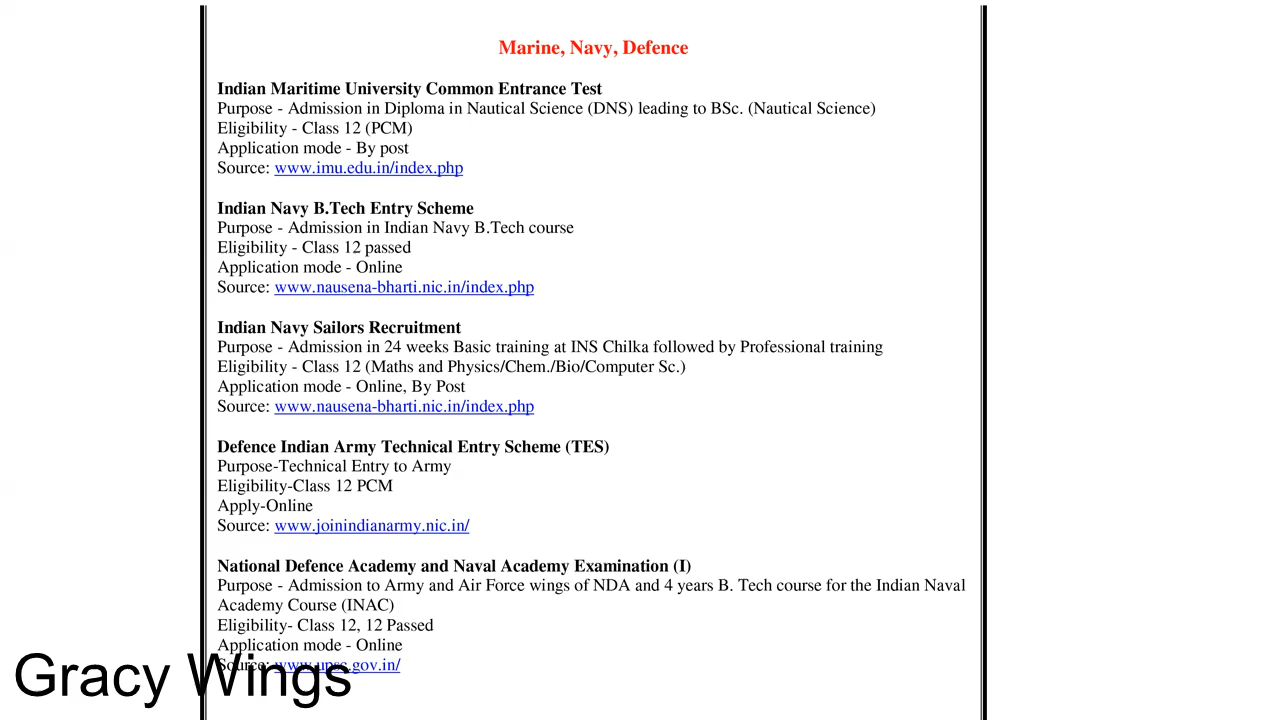 Marine, Navy, Defence
Indian Maritime University Common Entrance Test
Purpose - Admission in Diploma in Nautical Science (DNS) leading to BSc. (Nautical Science)
Eligibility - Class 12 (PCM)
Application mode - By post
Source: www.imu.edu.in/index.php
Indian Navy B.Tech Entry Scheme
Purpose - Admission in Indian Navy B.Tech course
Eligibility - Class 12 passed
Application mode - Online
Source: www.nausena-bharti.nic.in/index.php
Indian Navy Sailors Recruitment
Purpose - Admission in 24 weeks Basic training at INS Chilka followed by Professional training
Eligibility - Class 12 (Maths and Physics/Chem./Bio/Computer Sc.)
Application mode - Online, By Post
Source: www.nausena-bharti.nic.in/index.php
Defence Indian Army Technical Entry Scheme (TES)
Purpose-Technical Entry to Army
Eligibility-Class 12 PCM
Apply-Online
Source: www.joinindianarmy.nic.in/
National Defence Academy and Naval Academy Examination (I)
Purpose - Admission to Army and Air Force wings of NDA and 4 years B. Tech course for the Indian Naval
Academy Course (INAC)
Eligibility- Class 12, 12 Passed
Application mode - Online
Source: www.upsc.gov.in/
Gracy Wings